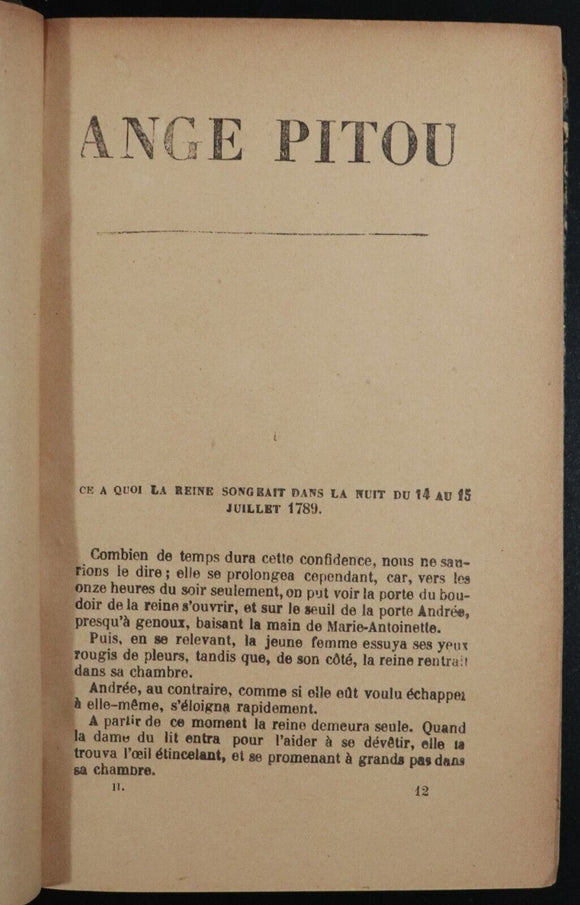 ANGE PITOU
I
CE A QUOI LA REINE SONGEAIT DANS LA NUIT DU 14 AU 15
JUILLET 1789.
Combien de temps dura cette confidence, nous ne sau-
rions le dire ; elle se prolongea cependant, car, vers les
onze heures du soir seulement, on put voir la porte du bou-
doir de la reine s'ouvrir, et sur le seuil de la porte Andrée,
presqu'à genoux, baisant la main de Marie-Antoinette.
Puis, en se relevant, la jeune femme essuya ses yeux
rougis de pleurs, tandis que, de son côté, la reine rentrait
dans sa chambre.
Andrée, au contraire, comme si elle eût voulu échapper
à elle-même, s'éloigna rapidement.
A partir de ce moment la reine demeura seule. Quand
la dame du lit entra pour l'aider à se dévêtir, elle la
trouva l'œil étincelant, et se promenant à grands pas dans
sa chambre.
II. 12